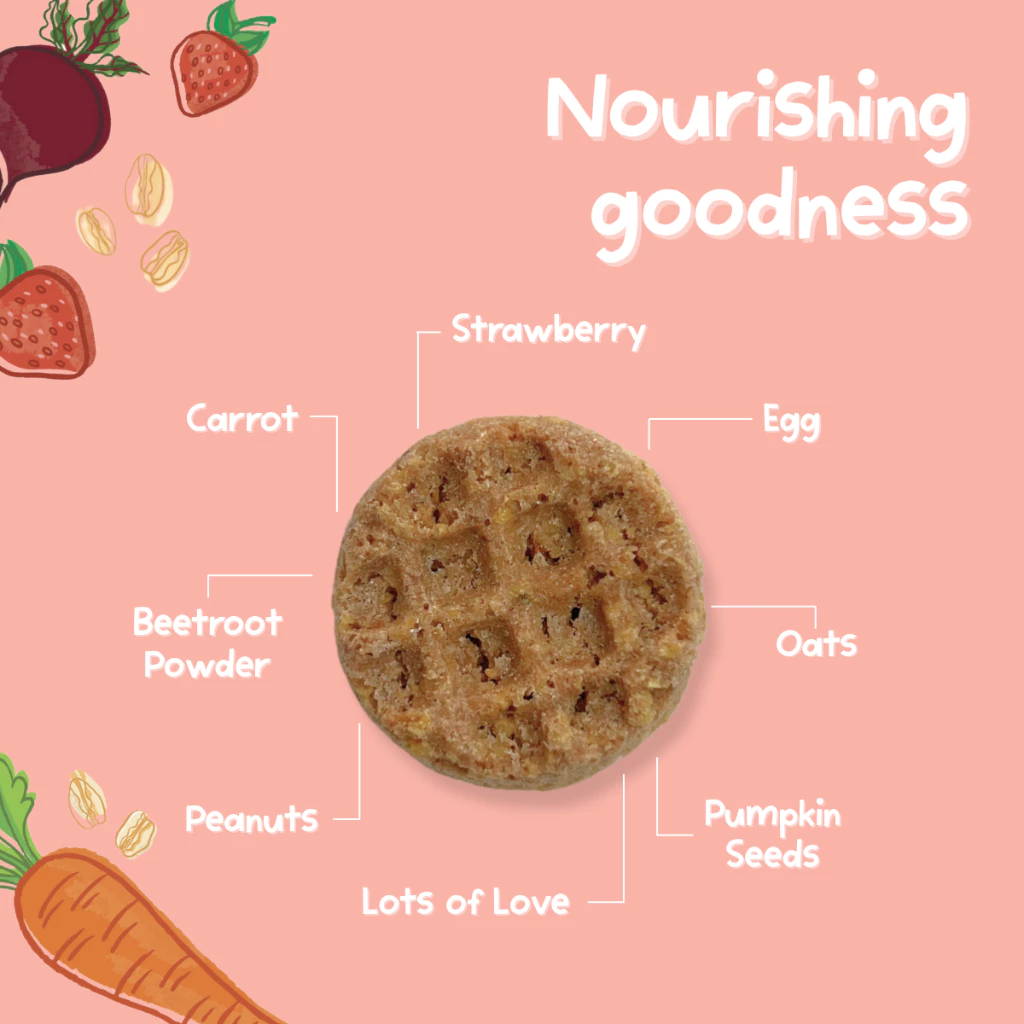 Nourishing
goodness
Strawberry
Carrot
Egg
Beetroot
Powder
Oats
Peanuts
Pumpkin
Seeds
Lots of Love